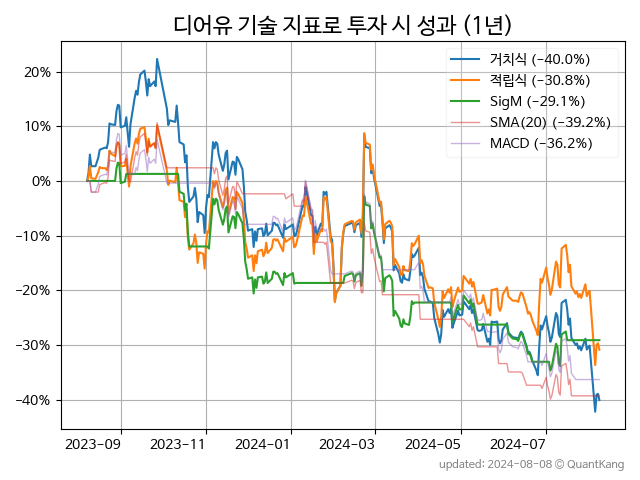 디어유 기술 지표로 투자 시 성과 (1년)
거치식 (−40.0%)
적립식 (−30.8%)
SigM (−29.1%)
SMA(20) (−39.2%)
MACD (−36.2%)
20%
10%
0%
−10%
−20%
−30%
−40%
2023-09 2023-11 2024-01 2024-03 2024-05 2024-07
updated: 2024-08-08 © QuantKang